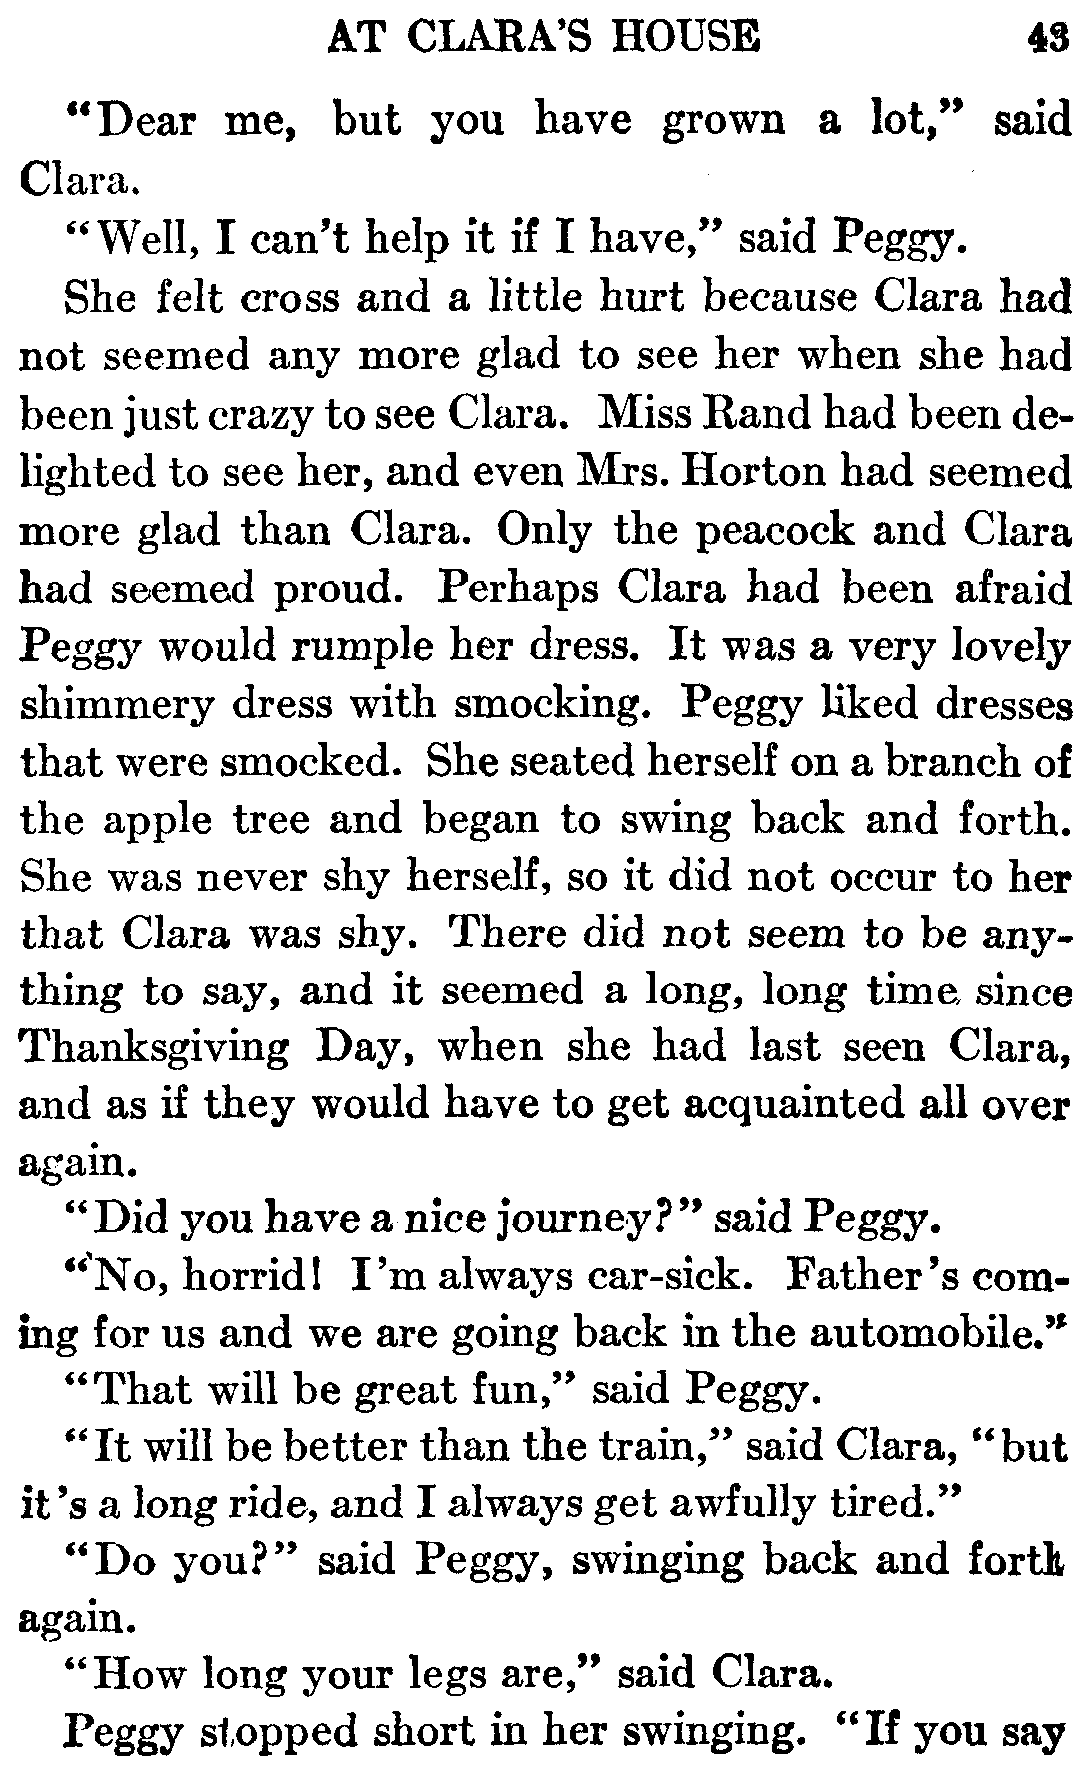 AT CLARA'S HOUSE 43
"Dear me, but you have grown a lot," said
Clara.
"Well, I can't help it if I have," said Peggy.
She felt cross and a little hurt because Clara had
not seemed any more glad to see her when she had
been just crazy to see Clara. Miss Rand had been de-
lighted to see her, and even Mrs. Horton had seemed
more glad than Clara. Only the peacock and Clara
had seemed proud. Perhaps Clara had been afraid
Peggy would rumple her dress. It was a very lovely
shimmery dress with smocking. Peggy liked dresses
that were smocked. She seated herself on a branch of
the apple tree and began to swing back and forth.
She was never shy herself, so it did not occur to her
that Clara was shy. There did not seem to be any-
thing to say, and it seemed a long, long time since
Thanksgiving Day, when she had last seen Clara,
and as if they would have to get acquainted all over
again.
"Did you have a nice journey?" said Peggy.
"No, horrid! I'm always car-sick. Father's com-
ing for us and we are going back in the automobile."
"That will be great fun," said Peggy.
"It will be better than the train," said Clara, "but
it's a long ride, and I always get awfully tired."
"Do you?" said Peggy, swinging back and forth
again.
"How long your legs are," said Clara.
Peggy stopped short in her swinging. "If you say